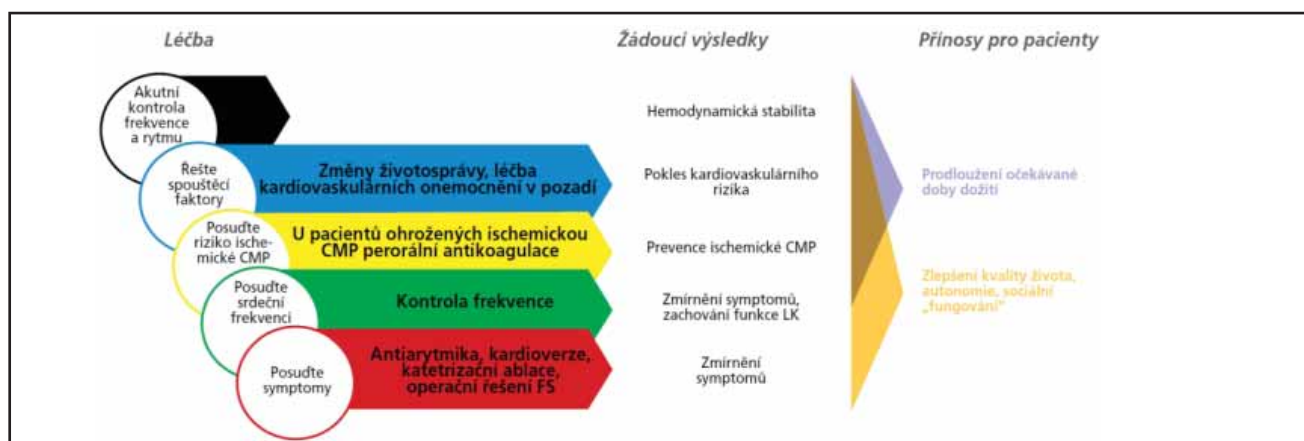 Léčba
Žádoucí výsledky
Přínosy pro pacienty
Akutní
kontrola
frekvence
a rytmu
Hemodynamická stabilita
Řešte
spouštěcí
faktory
Změny životosprávy, léčba
kardiovaskulárních onemocnění v pozadí
Pokles kardiovaskulárního
rizika
Prodloužení očekávané
doby dožití
Posuďte
riziko ische-
mické CMP
U pacientů ohrožených ischemickou
CMP perorální antikoagulace
Prevence ischemické CMP
Posuďte
srdeční
frekvenci
Kontrola frekvence
Zmírnění symptomů,
zachování funkce LK
Zlepšení kvality života,
autonomie, sociální
„fungování“
Posuďte
symptomy
Antiarytmika, kardioverze,
katetrizační ablace,
operační řešení FS
Zmírnění
symptomů